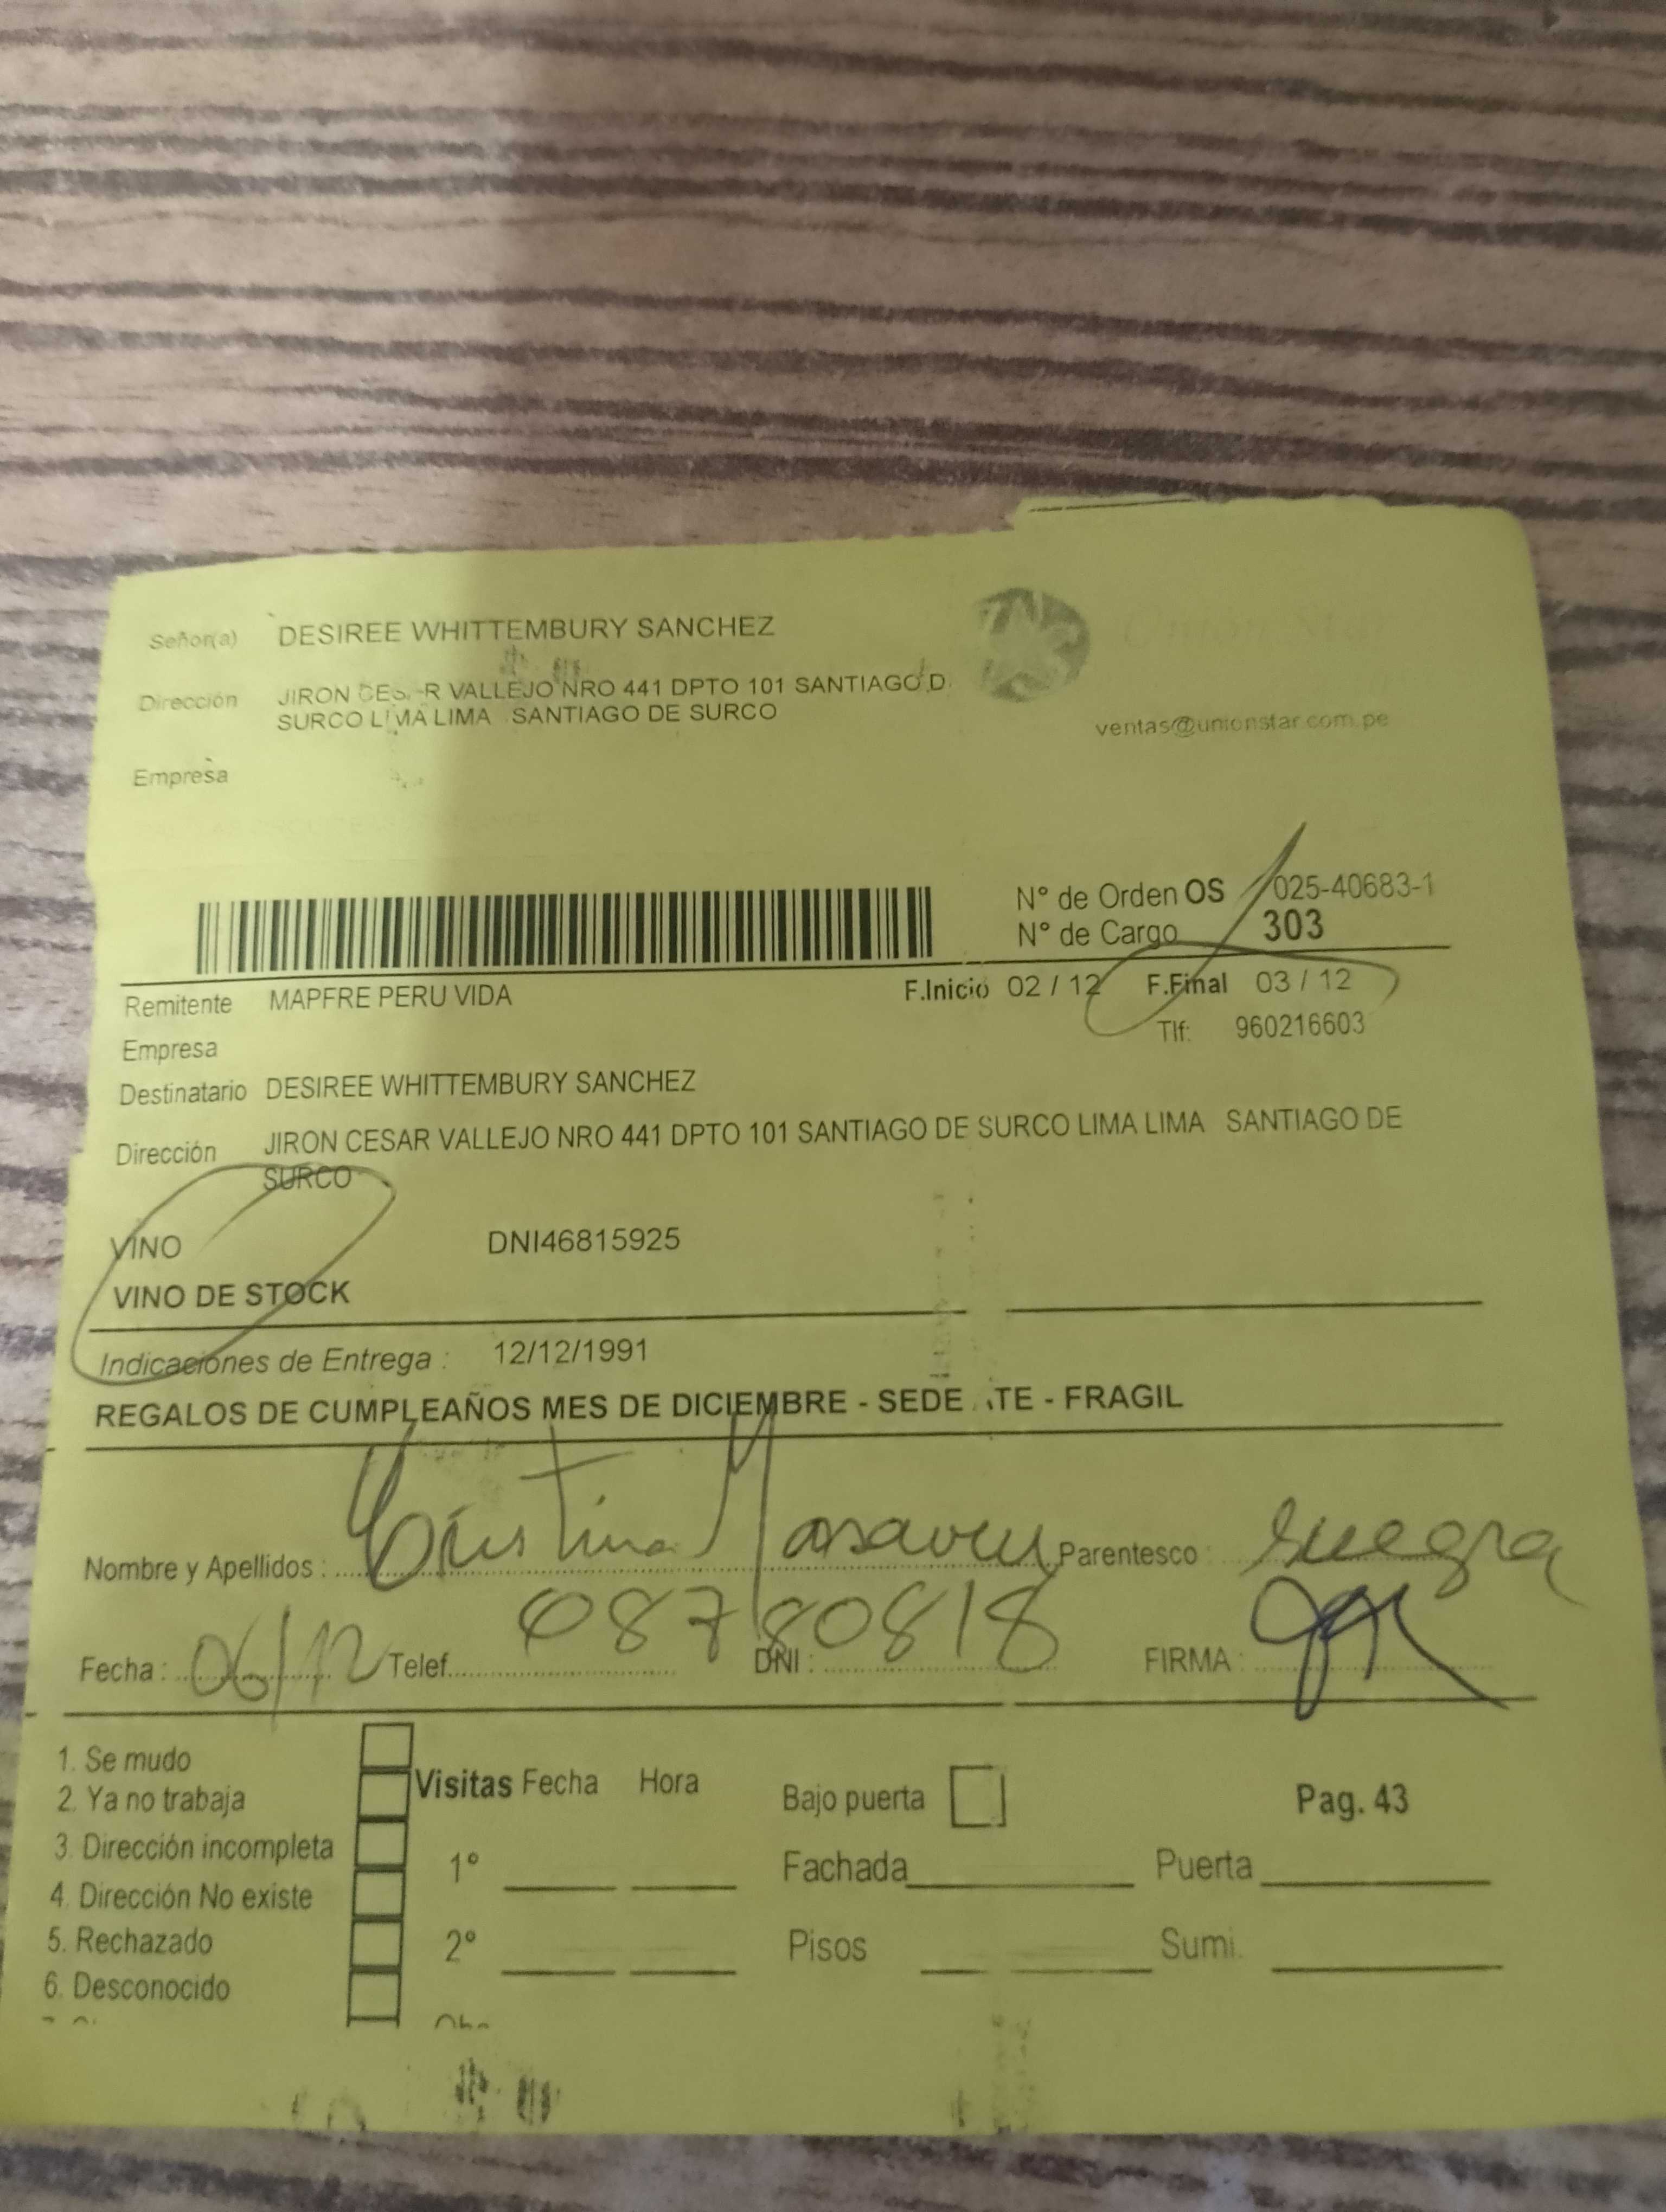 Señor(a) DESIREE WHITTEMBURY SANCHEZ
Dirección JIRON CES R VALLEJO NRO 441 DPTO 101 SANTIAGO D
SURCO LIMA LIMA SANTIAGO DE SURCO
ventas@unionstar.com.pe
Empresa
N° de Orden OS 025-40683-1
N° de Cargo 303
Remitente MAPFRE PERU VIDA F.Inicio 02 / 12 F.Final 03 / 12
Tlf: 960216603
Empresa
Destinatario DESIREE WHITTEMBURY SANCHEZ
Dirección JIRON CESAR VALLEJO NRO 441 DPTO 101 SANTIAGO DE SURCO LIMA LIMA SANTIAGO DE
SURCO
VINO DNI46815925
VINO DE STOCK
Indicaciones de Entrega : 12/12/1991
REGALOS DE CUMPLEAÑOS MES DE DICIEMBRE - SEDE TE - FRAGIL
Nombre y Apellidos : Cristina Parentesco : suegra
Fecha : 06/12 Telef. DNI : 08780818 FIRMA :
1. Se mudo
2. Ya no trabaja
3. Dirección incompleta
4. Dirección No existe
5. Rechazado
6. Desconocido
Visitas Fecha Hora
1°
2°
Bajo puerta Pag. 43
Fachada Puerta
Pisos Sumi.